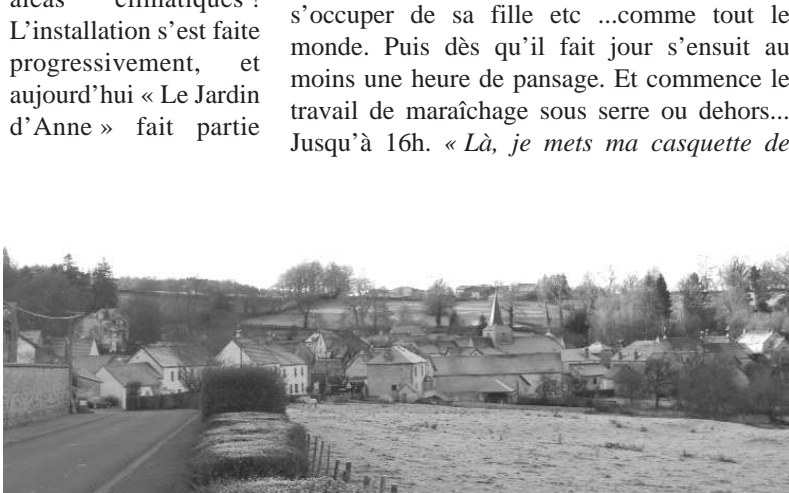 aléas climatiques !
L’installation s’est faite
progressivement, et
aujourd’hui « Le Jardin
d’Anne » fait partie
s’occuper de sa fille etc ...comme tout le
monde. Puis dès qu’il fait jour s’ensuit au
moins une heure de pansage. Et commence le
travail de maraîchage sous serre ou dehors...
Jusqu’à 16h. « Là, je mets ma casquette de